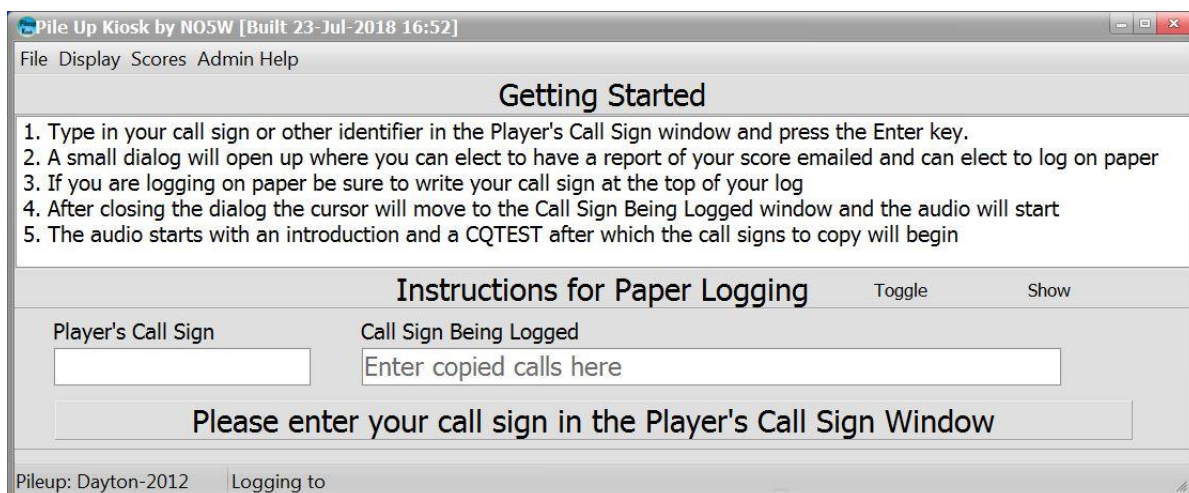 Pile Up Kiosk by NO5W [Built 23-Jul-2018 16:52]
File Display Scores Admin Help
Getting Started
1. Type in your call sign or other identifier in the Player's Call Sign window and press the Enter key.
2. A small dialog will open up where you can elect to have a report of your score emailed and can elect to log on paper
3. If you are logging on paper be sure to write your call sign at the top of your log
4. After closing the dialog the cursor will move to the Call Sign Being Logged window and the audio will start
5. The audio starts with an introduction and a CQTEST after which the call signs to copy will begin
Instructions for Paper Logging Toggle Show
Player's Call Sign Call Sign Being Logged
Enter copied calls here
Please enter your call sign in the Player's Call Sign Window
Pileup: Dayton-2012 Logging to